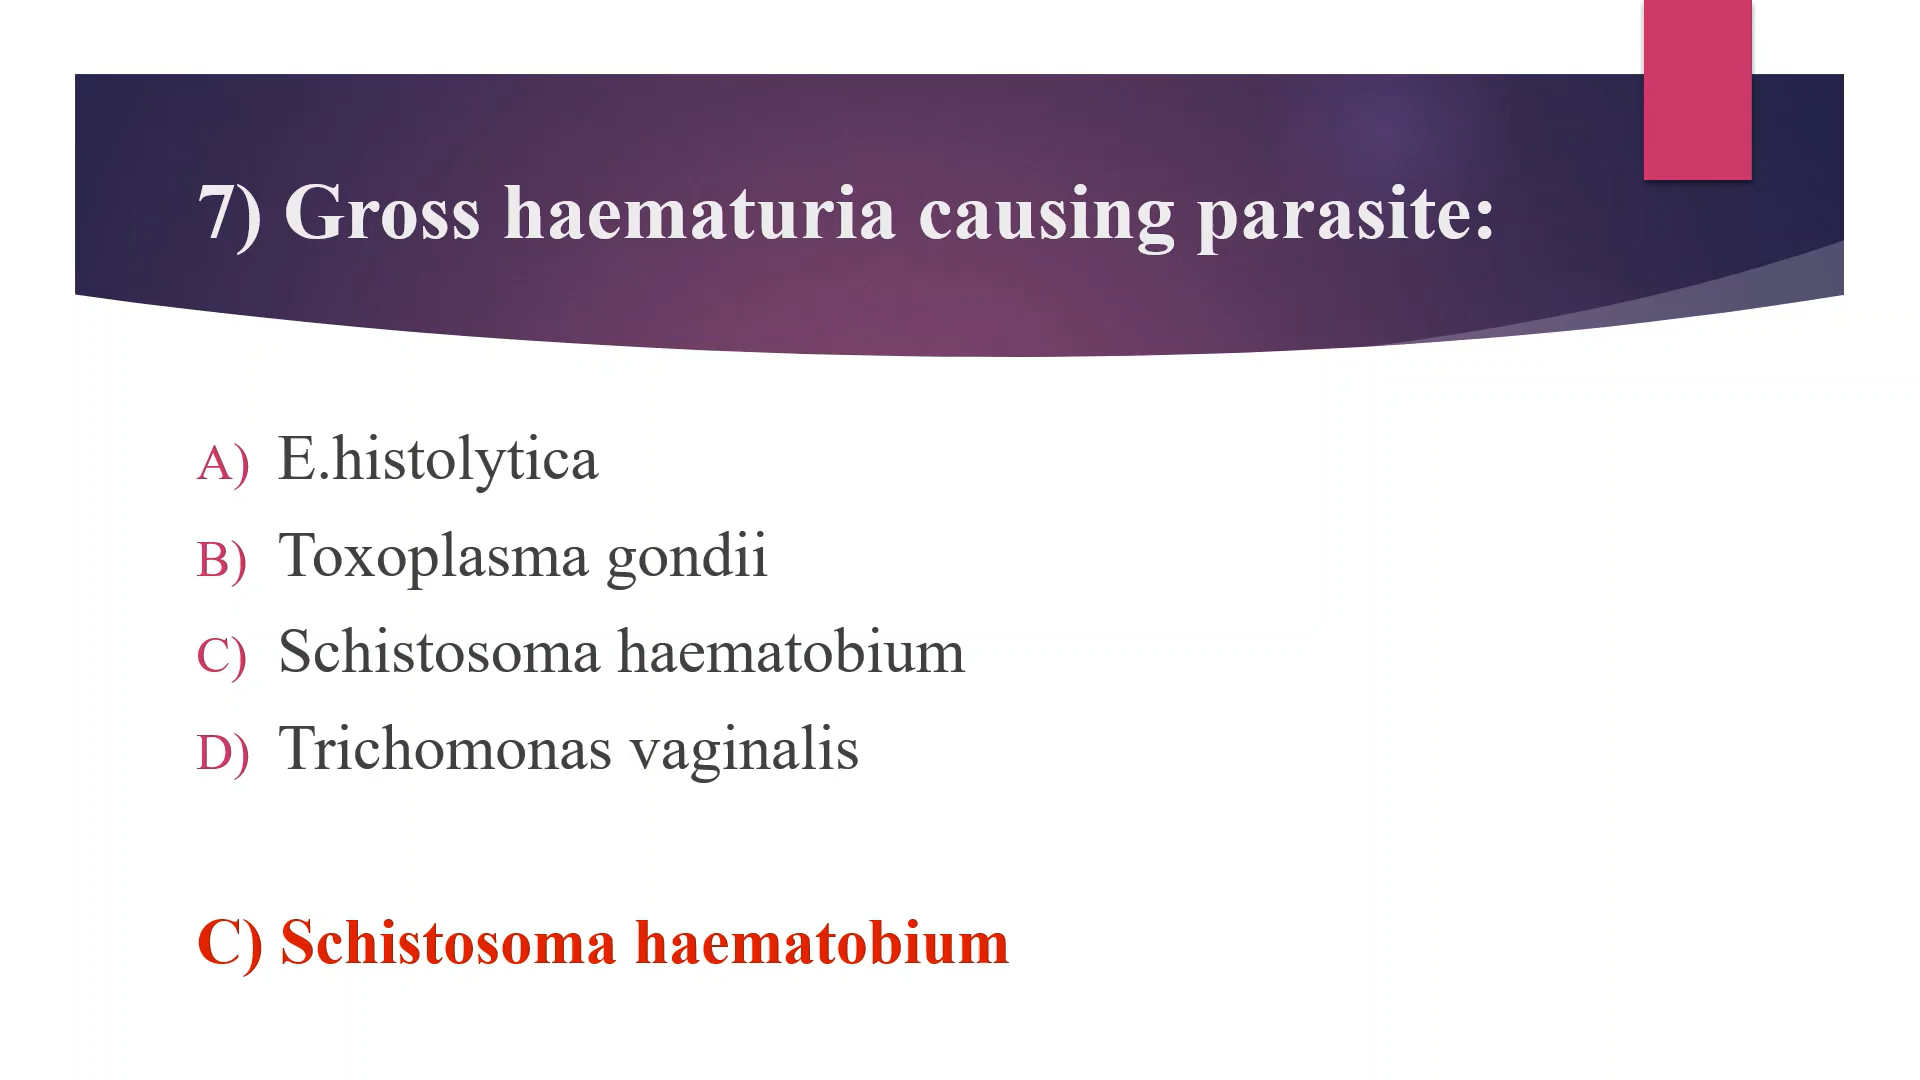 7) Gross haematuria causing parasite:
A) E.histolytica
B) Toxoplasma gondii
C) Schistosoma haematobium
D) Trichomonas vaginalis
C) Schistosoma haematobium